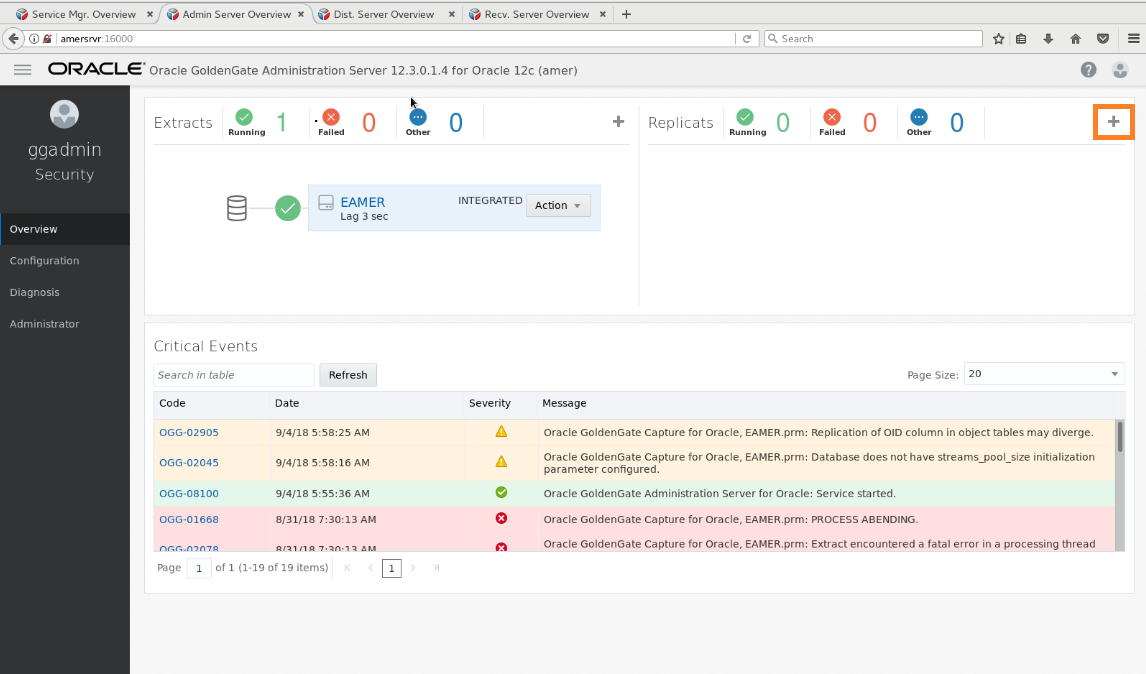 Service Mgr. Overview × Admin Server Overview × Dist. Server Overview × Recv. Server Overview × +
amersrvr:16000 Search
ORACLE Oracle GoldenGate Administration Server 12.3.0.1.4 for Oracle 12c (amer)
ggadmin
Security
Overview
Configuration
Diagnosis
Administrator
Extracts Running 1 Failed 0 Other 0 +
EAMER INTEGRATED Action
Lag 3 sec
Replicats Running 0 Failed 0 Other 0 +
Critical Events
Search in table Refresh Page Size: 20
Code Date Severity Message
OGG-02905 9/4/18 5:58:25 AM Oracle GoldenGate Capture for Oracle, EAMER.prm: Replication of OID column in object tables may diverge.
OGG-02045 9/4/18 5:58:16 AM Oracle GoldenGate Capture for Oracle, EAMER.prm: Database does not have streams_pool_size initialization
parameter configured.
OGG-08100 9/4/18 5:55:36 AM Oracle GoldenGate Administration Server for Oracle: Service started.
OGG-01668 8/31/18 7:30:13 AM Oracle GoldenGate Capture for Oracle, EAMER.prm: PROCESS ABENDING.
OGG-02078 8/31/18 7:30:13 AM Oracle GoldenGate Capture for Oracle, EAMER.prm: Extract encountered a fatal error in a processing thread
Page 1 of 1 (1-19 of 19 items) 1